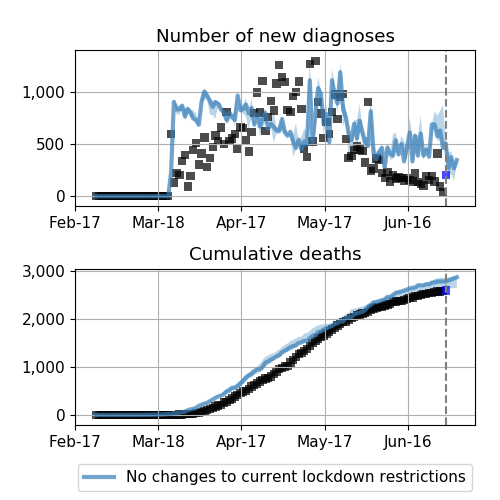 Number of new diagnoses
1,000
500
0
Feb-17 Mar-18 Apr-17 May-17 Jun-16
Cumulative deaths
3,000
2,000
1,000
0
Feb-17 Mar-18 Apr-17 May-17 Jun-16
No changes to current lockdown restrictions